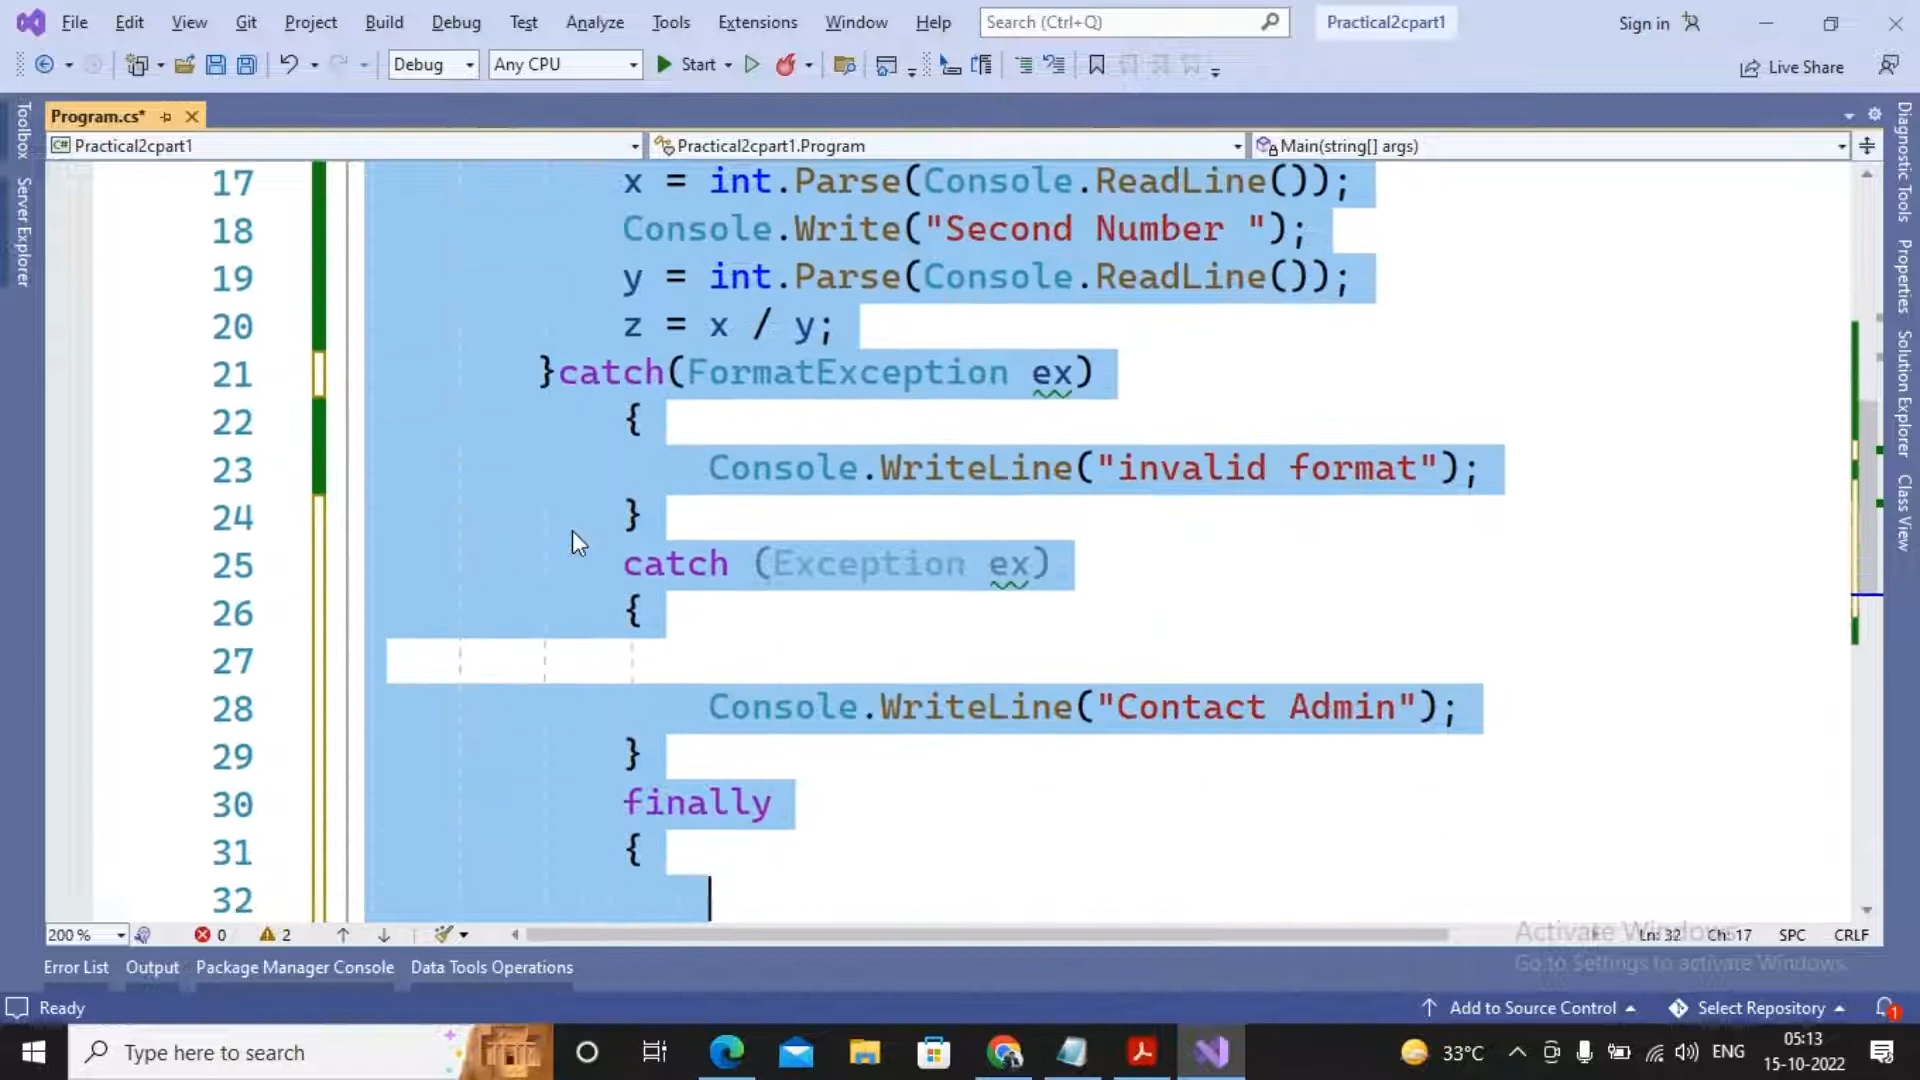 File Edit View Git Project Build Debug Test Analyze Tools Extensions Window Help Search (Ctrl+Q) Practical2cpart1 Sign in
Debug Any CPU Start Live Share
Program.cs*
Practical2cpart1 Practical2cpart1.Program Main(string[] args)
Toolbox
Server Explorer
17 x = int.Parse(Console.ReadLine());
18 Console.Write("Second Number ");
19 y = int.Parse(Console.ReadLine());
20 z = x / y;
21 }catch(FormatException ex)
22 {
23 Console.WriteLine("invalid format");
24 }
25 catch (Exception ex)
26 {
27
28 Console.WriteLine("Contact Admin");
29 }
30 finally
31 {
32
Diagnostic Tools
Properties
Solution Explorer
Class View
200 % 0 2 Ln: 32 Ch: 17 SPC CRLF
Activate Windows
Go to Settings to activate Windows.
Error List Output Package Manager Console Data Tools Operations
Ready Add to Source Control Select Repository 1
Type here to search 33°C ENG 05:13
15-10-2022